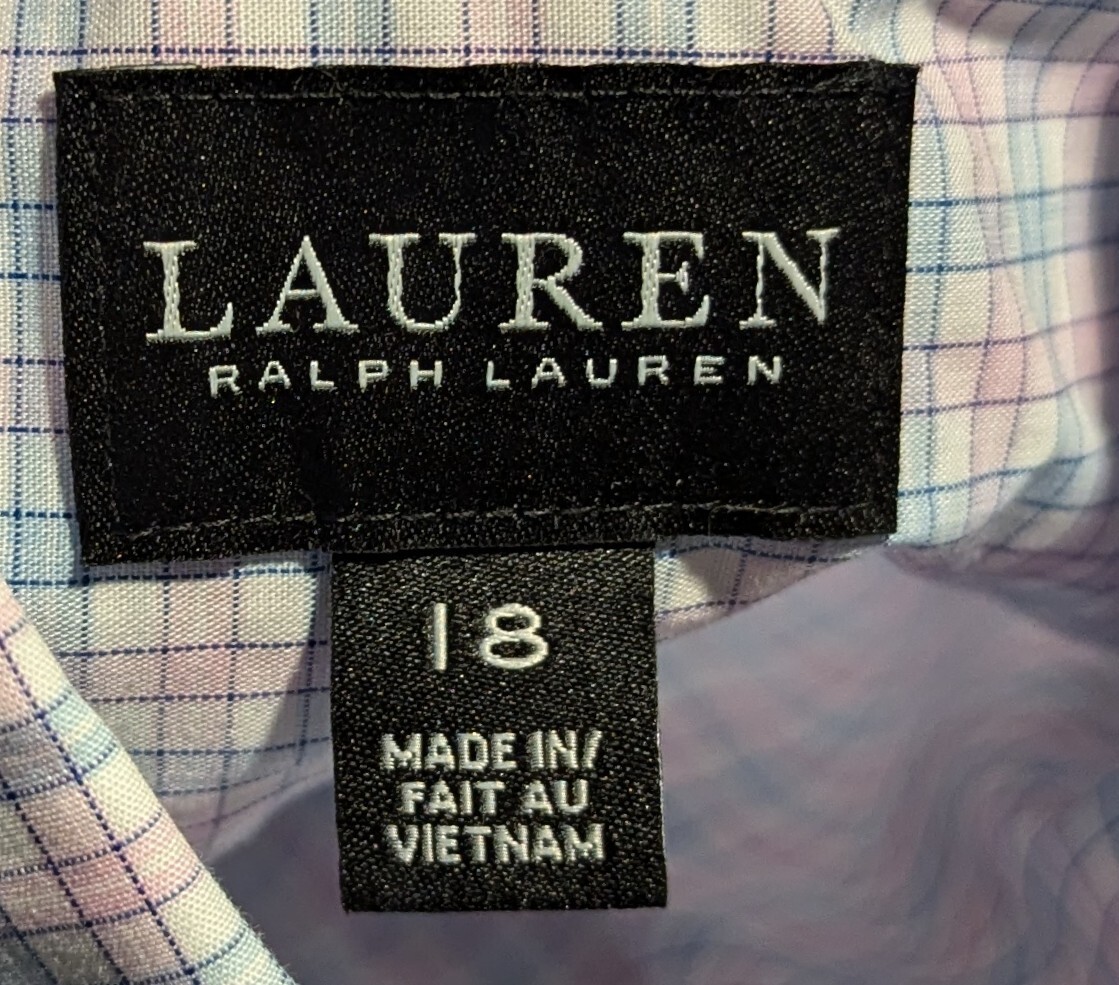 LAUREN
RALPH LAUREN
18
MADE IN/
FAIT AU
VIETNAM